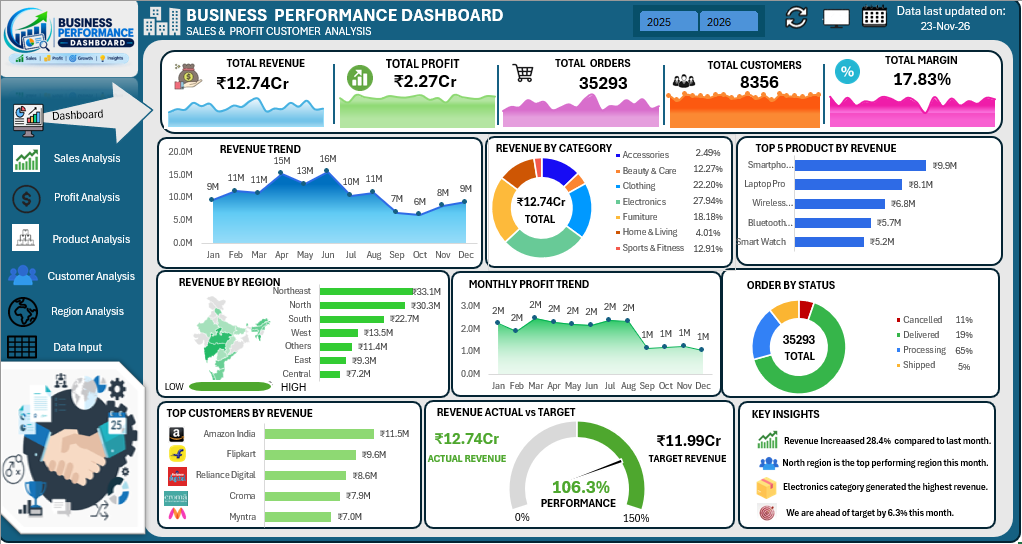 BUSINESS
PERFORMANCE
DASHBOARD
Sales | Profit | Growth | Insights
BUSINESS PERFORMANCE DASHBOARD
SALES & PROFIT CUSTOMER ANALYSIS
2025
2026
Data last updated on:
23-Nov-26
Dashboard
Sales Analysis
Profit Analysis
Product Analysis
Customer Analysis
Region Analysis
Data Input
25
TOTAL REVENUE
₹12.74Cr
TOTAL PROFIT
₹2.27Cr
TOTAL ORDERS
35293
TOTAL CUSTOMERS
8356
%
TOTAL MARGIN
17.83%
REVENUE TREND
20.0M
15.0M
10.0M
5.0M
0.0M
9M 11M 11M 15M 13M 16M 10M 11M 7M 6M 8M 9M
Jan Feb Mar Apr May Jun Jul Aug Sep Oct Nov Dec
REVENUE BY CATEGORY
₹12.74Cr
TOTAL
Accessories 2.49%
Beauty & Care 12.27%
Clothing 22.20%
Electronics 27.94%
Furniture 18.18%
Home & Living 4.01%
Sports & Fitness 12.91%
TOP 5 PRODUCT BY REVENUE
Smartpho... ₹9.9M
Laptop Pro ₹8.1M
Wireless... ₹6.8M
Bluetooth... ₹5.7M
Smart Watch ₹5.2M
REVENUE BY REGION
Northeast ₹33.1M
North ₹30.3M
South ₹22.7M
West ₹13.5M
Others ₹11.4M
East ₹9.3M
Central ₹7.2M
LOW HIGH
MONTHLY PROFIT TREND
3.0M
2.0M
1.0M
0.0M
2M 2M 2M 2M 2M 2M 2M 2M 1M 1M 1M 1M
Jan Feb Mar Apr May Jun Jul Aug Sep Oct Nov Dec
ORDER BY STATUS
35293
TOTAL
Cancelled 11%
Delivered 19%
Processing 65%
Shipped 5%
TOP CUSTOMERS BY REVENUE
Amazon India ₹11.5M
Flipkart ₹9.6M
Reliance Digital ₹8.6M
Croma ₹7.9M
Myntra ₹7.0M
REVENUE ACTUAL vs TARGET
₹12.74Cr
ACTUAL REVENUE
₹11.99Cr
TARGET REVENUE
106.3%
PERFORMANCE
0% 150%
KEY INSIGHTS
Revenue Increaased 28.4% compared to last month.
North region is the top performing region this month.
Electronics category generated the highest revenue.
We are ahead of target by 6.3% this month.